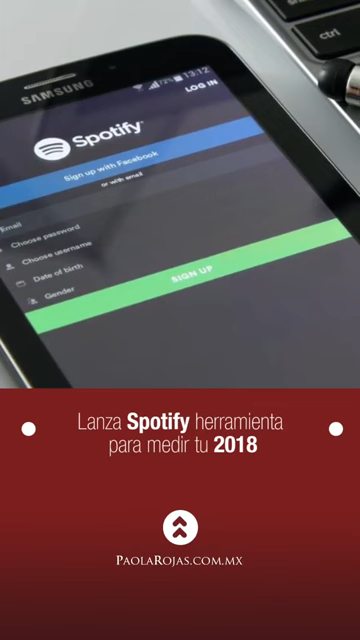 ctrl
SAMSUNG
72% 13:12
LOG IN
Spotify
Sign up with Facebook
or with email
Email
Choose password
Choose username
Date of birth
Gender
SIGN UP
Lanza Spotify herramienta
para medir tu 2018
PAOLAROJAS.COM.MX